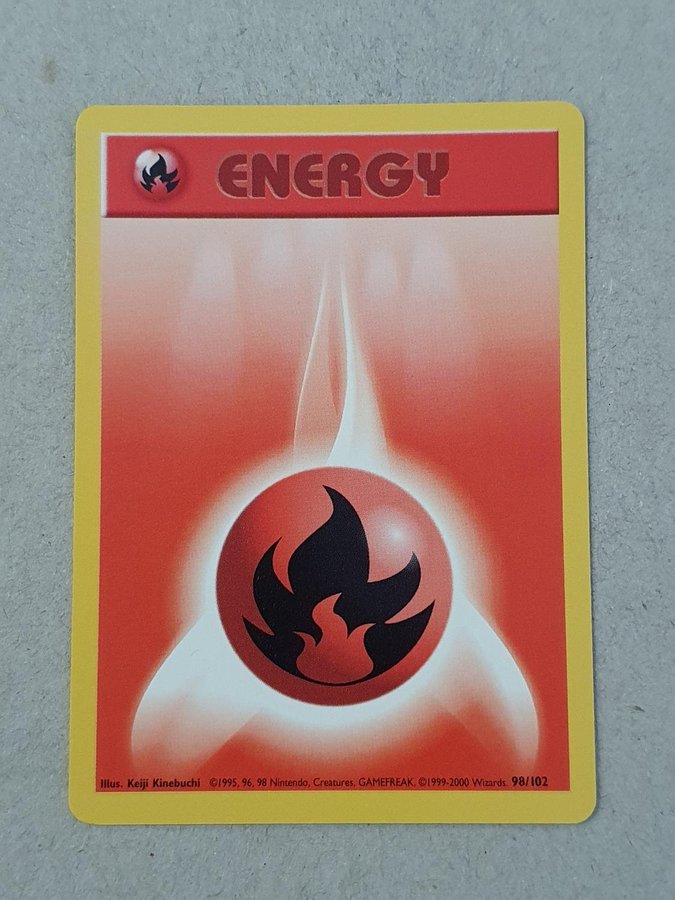 ENERGY
Illus. Keiji Kinebuchi ©1995, 96, 98 Nintendo, Creatures, GAMEFREAK. ©1999-2000 Wizards. 98/102